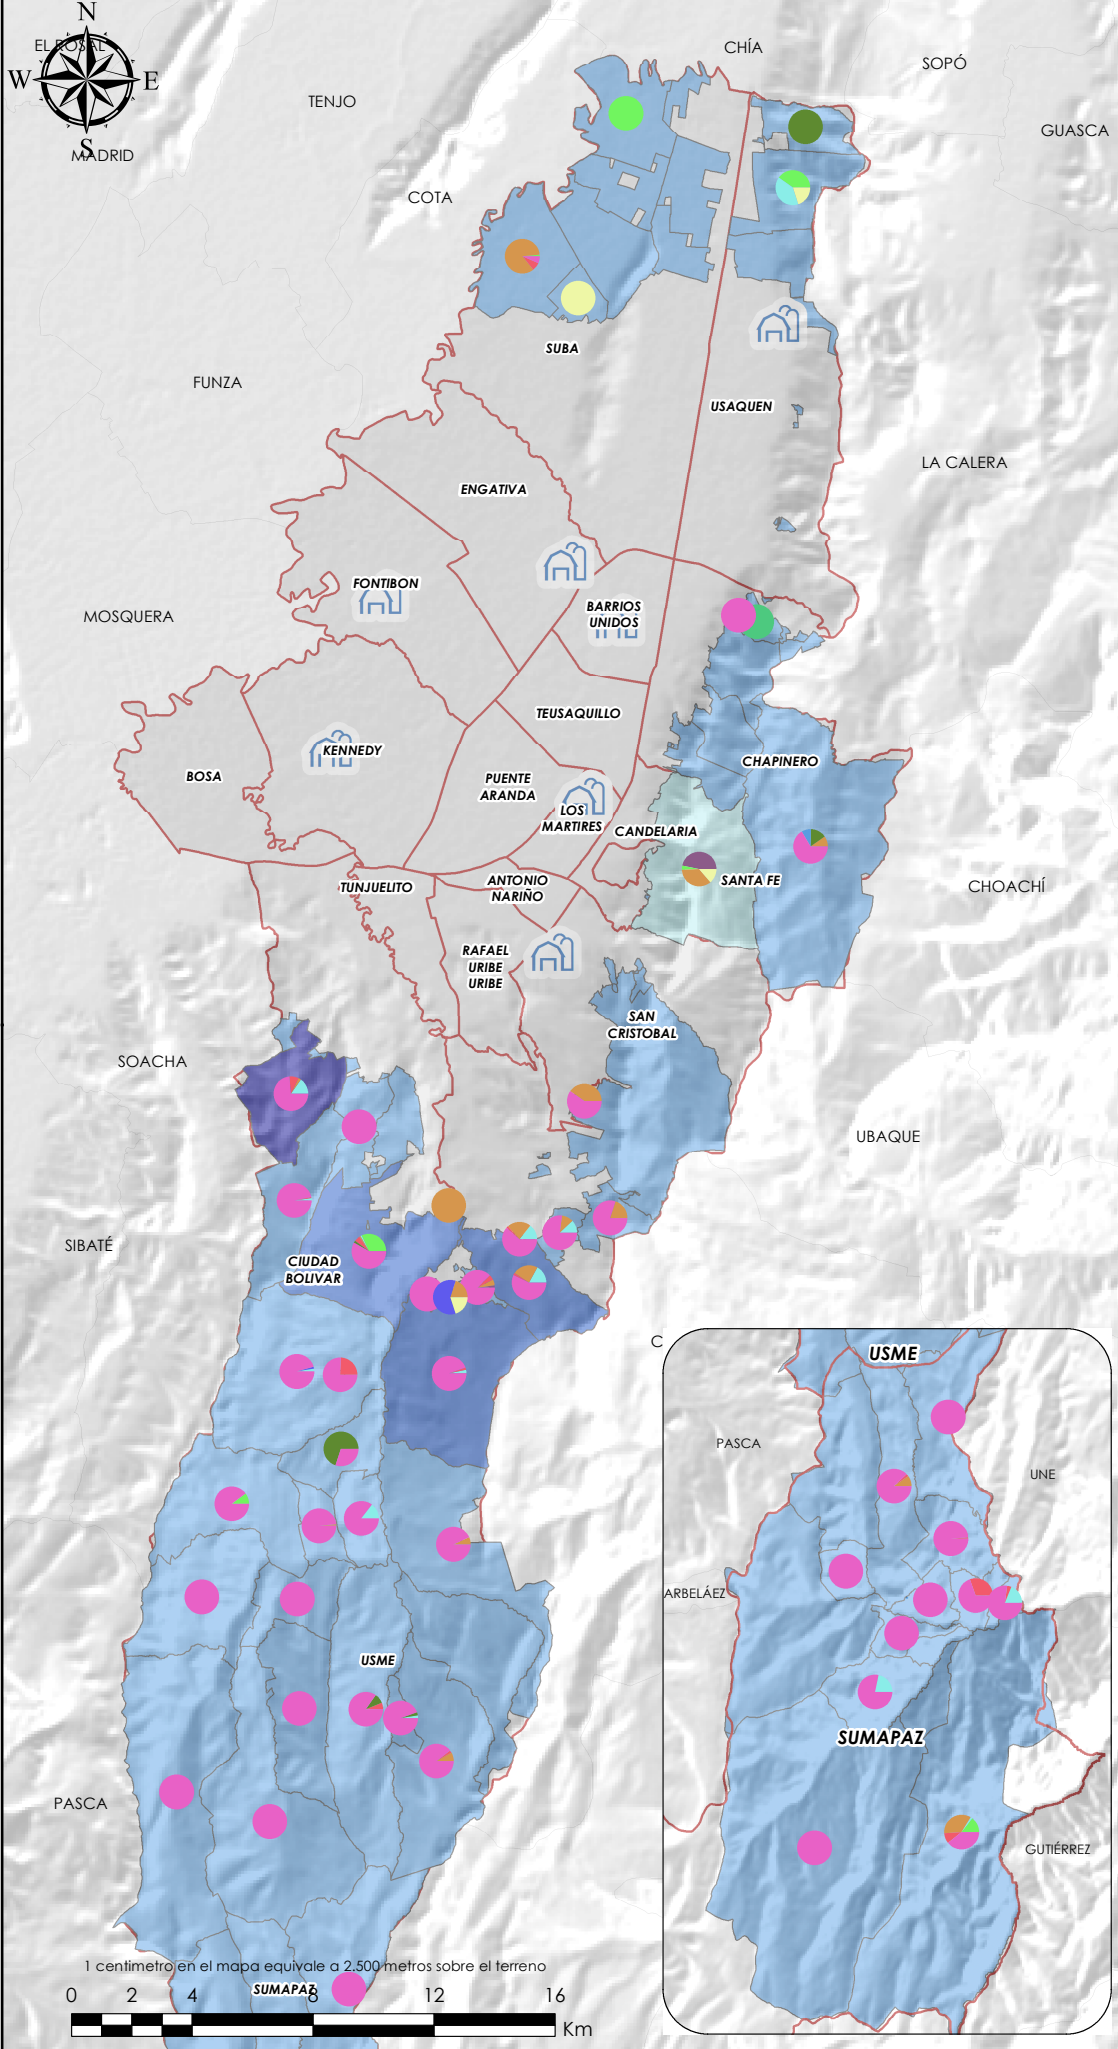 N
EL ROSAL
W
E
S
MADRID
CHÍA
SOPÓ
TENJO
GUASCA
COTA
SUBA
FUNZA
USAQUEN
LA CALERA
ENGATIVA
FONTIBON
BARRIOS
UNIDOS
MOSQUERA
TEUSAQUILLO
KENNEDY
BOSA
CHAPINERO
PUENTE
ARANDA
LOS
MARTIRES
CANDELARIA
SANTA FE
CHOACHÍ
TUNJUELITO
ANTONIO
NARIÑO
RAFAEL
URIBE
URIBE
SAN
CRISTOBAL
SOACHA
UBAQUE
SIBATÉ
CIUDAD
BOLIVAR
C
USME
PASCA
UNE
ARBELÁEZ
SUMAPAZ
GUTIÉRREZ
USME
PASCA
1 centimetro en el mapa equivale a 2.500 metros sobre el terreno
SUMAPAZ
0 2 4 8 12 16
Km